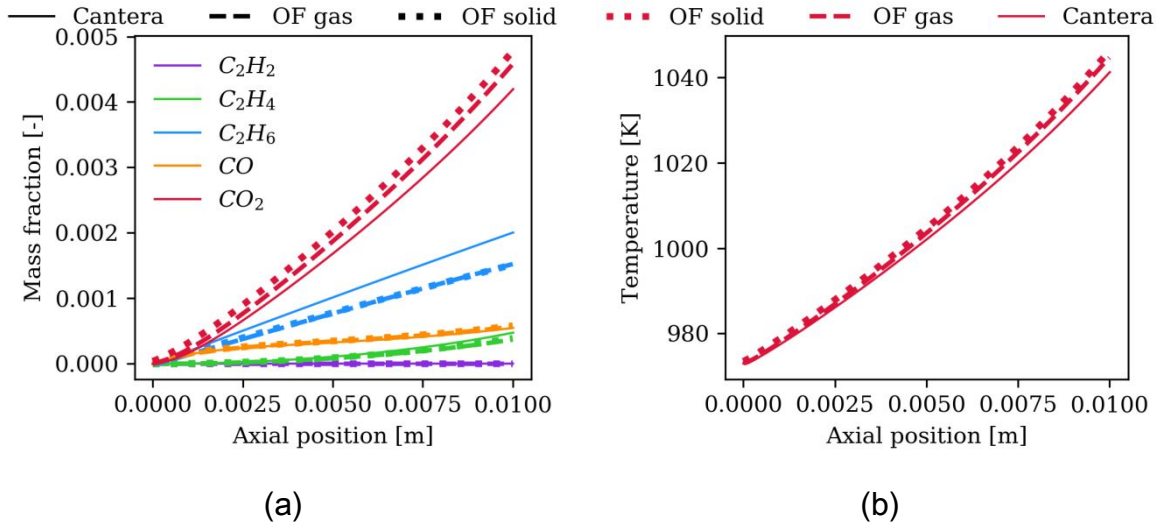 Cantera OF gas OF solid
0.005
0.004
0.003
0.002
0.001
0.000
Mass fraction [-]
C₂H₂
C₂H₄
C₂H₆
CO
CO₂
0.0000 0.0025 0.0050 0.0075 0.0100
Axial position [m]
(a)
OF solid OF gas Cantera
1040
1020
1000
980
Temperature [K]
0.0000 0.0025 0.0050 0.0075 0.0100
Axial position [m]
(b)